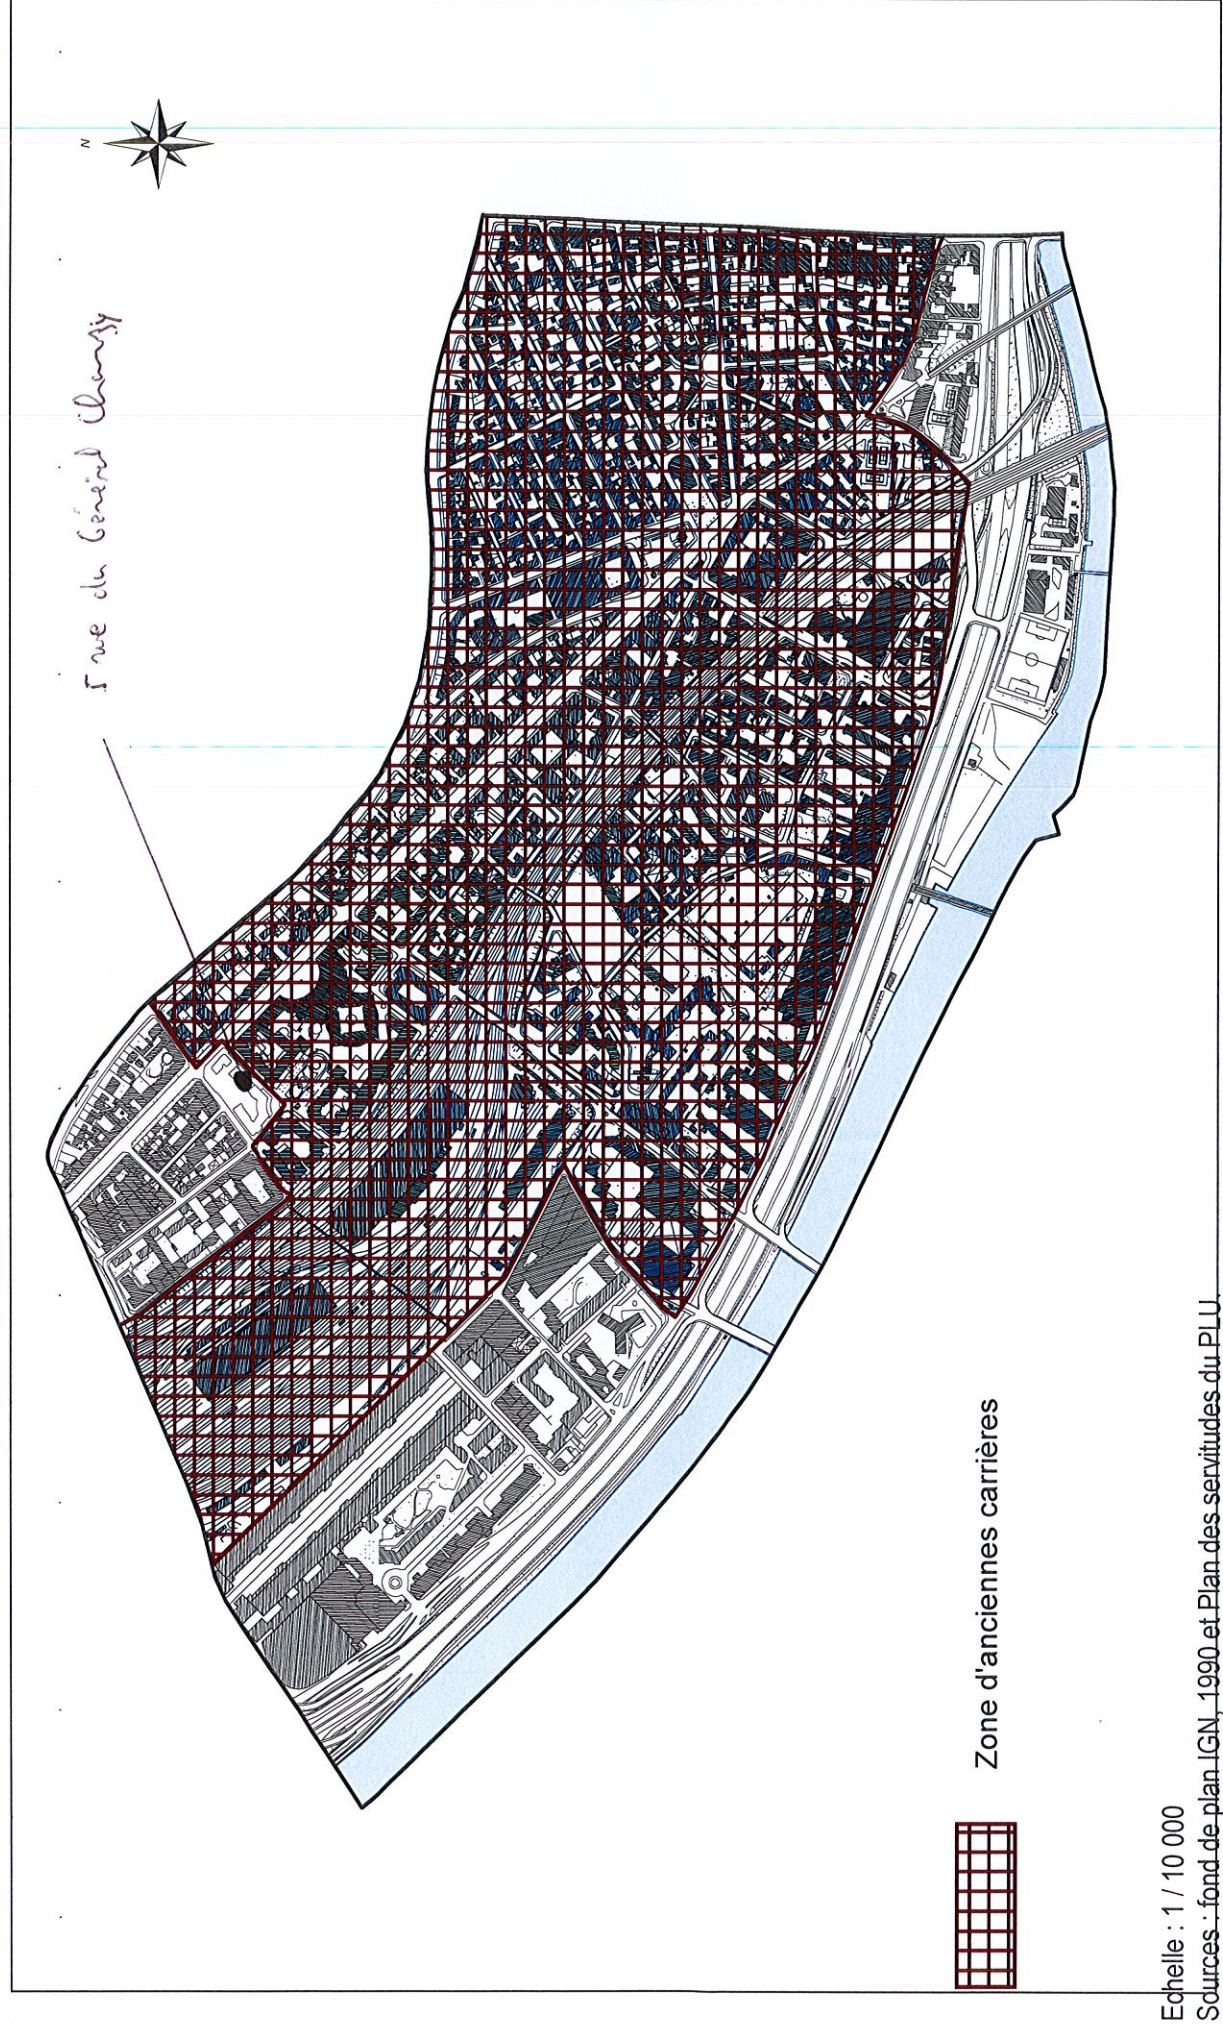 N
5 rue du Général Chanzy
Zone d'anciennes carrières
Echelle : 1 / 10 000
Sources : fond de plan IGN, 1990 et Plan des servitudes du PLU.